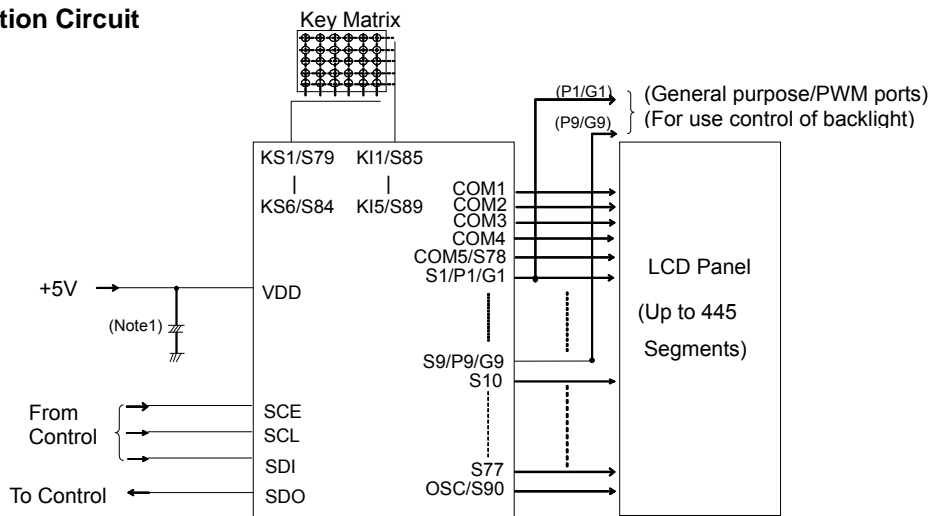 tion Circuit
Key Matrix
(P1/G1)
(General purpose/PWM ports)
(P9/G9)
(For use control of backlight)
KS1/S79
KI1/S85
KS6/S84
KI5/S89
COM1
COM2
COM3
COM4
COM5/S78
S1/P1/G1
LCD Panel
(Up to 445
Segments)
+5V
VDD
(Note1)
S9/P9/G9
S10
From
Control
SCE
SCL
SDI
S77
OSC/S90
To Control
SDO